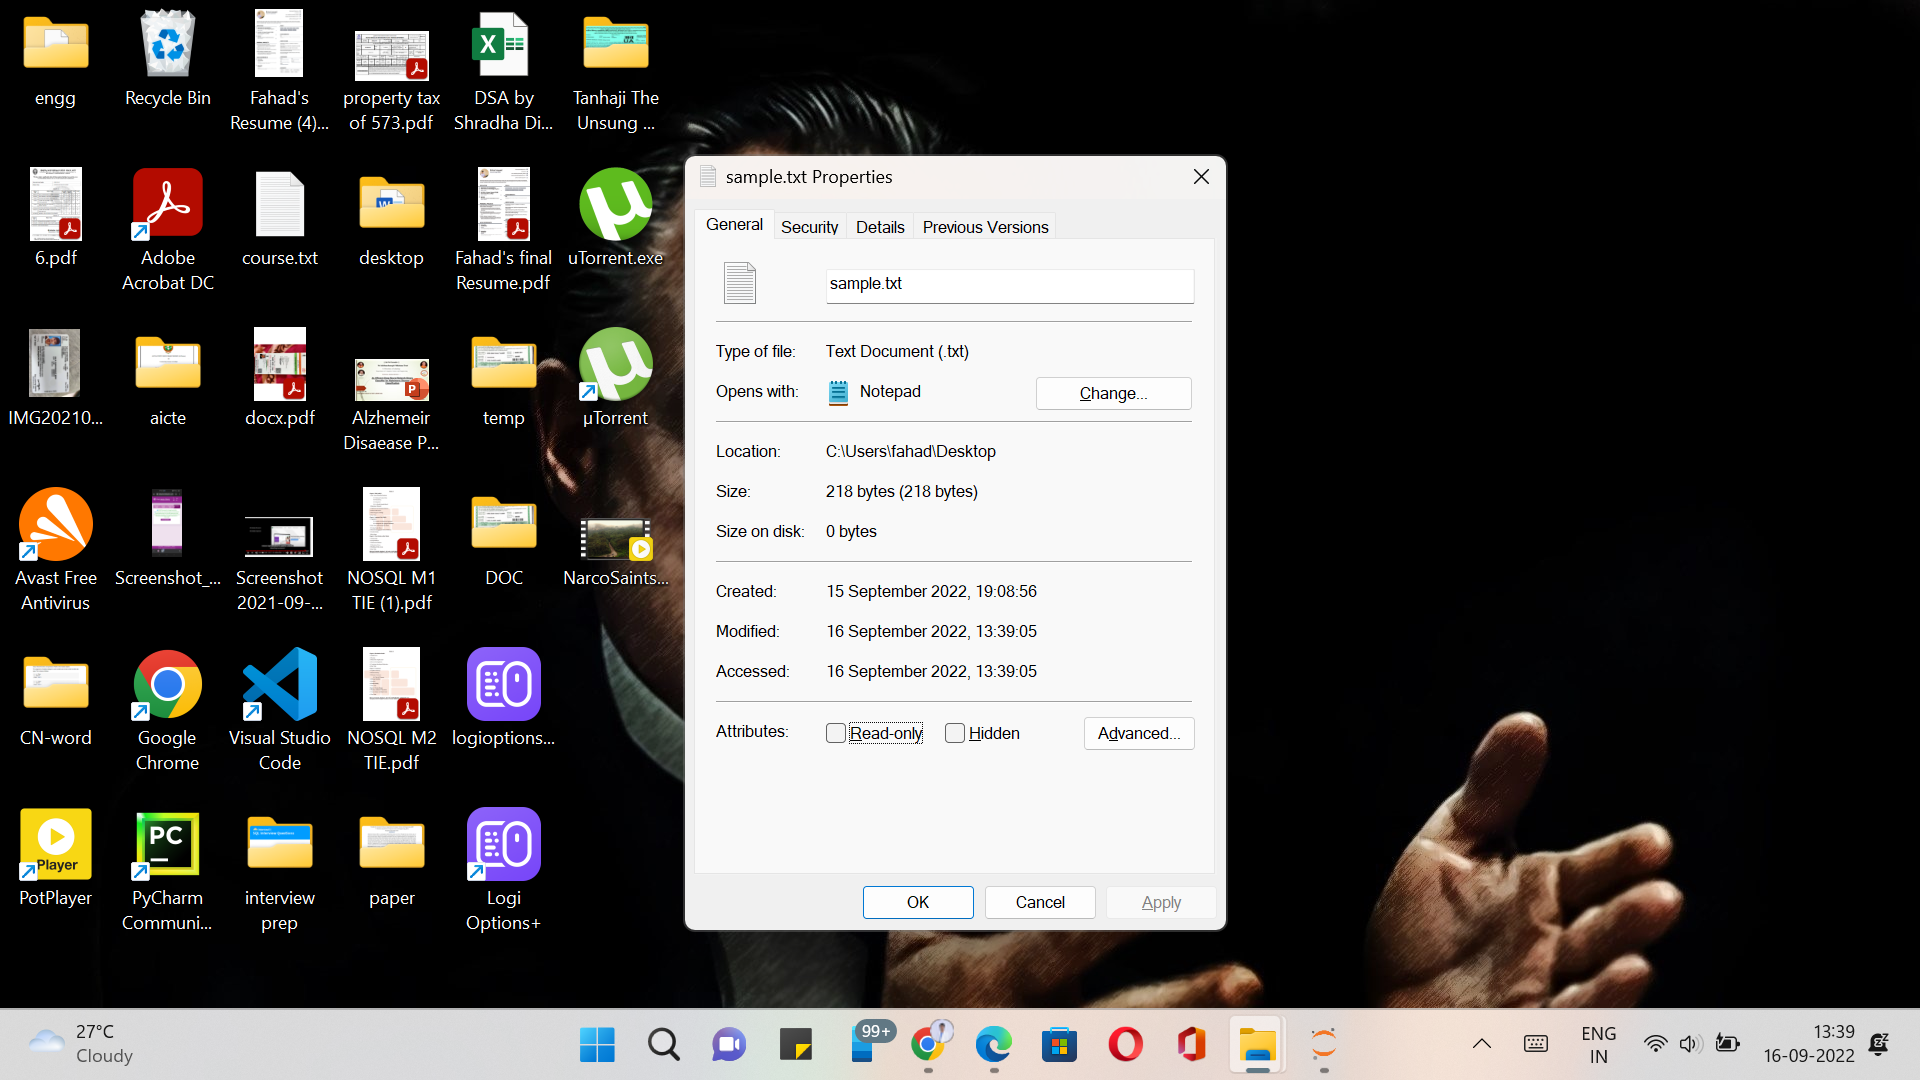 engg
Recycle Bin
Fahad's
Resume (4)...
property tax
of 573.pdf
DSA by
Shradha Di...
Tanhaji The
Unsung ...
6.pdf
Adobe
Acrobat DC
course.txt
desktop
Fahad's final
Resume.pdf
uTorrent.exe
IMG20210...
aicte
docx.pdf
Alzhemeir
Disaease P...
temp
µTorrent
Avast Free
Antivirus
Screenshot_...
Screenshot
2021-09-...
NOSQL M1
TIE (1).pdf
DOC
NarcoSaints...
CN-word
Google
Chrome
Visual Studio
Code
NOSQL M2
TIE.pdf
logioptions...
Player
PotPlayer
PC
PyCharm
Communi...
interview
prep
paper
Logi
Options+
sample.txt Properties
General
Security
Details
Previous Versions
sample.txt
Type of file: Text Document (.txt)
Opens with: Notepad
Change...
Location: C:\Users\fahad\Desktop
Size: 218 bytes (218 bytes)
Size on disk: 0 bytes
Created: 15 September 2022, 19:08:56
Modified: 16 September 2022, 13:39:05
Accessed: 16 September 2022, 13:39:05
Attributes: Read-only Hidden Advanced...
OK Cancel Apply
27°C
Cloudy
99+
ENG
IN
13:39
16-09-2022